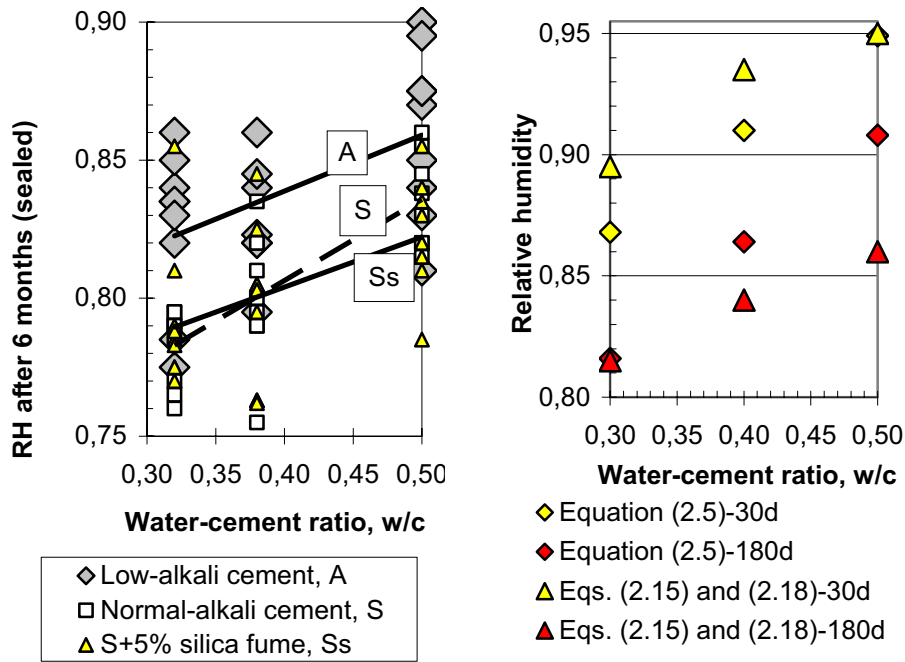 RH after 6 months (sealed)
0,90
0,85
0,80
0,75
A
S
Ss
0,30 0,35 0,40 0,45 0,50
Water-cement ratio, w/c
Low-alkali cement, A
Normal-alkali cement, S
S+5% silica fume, Ss
Relative humidity
0,95
0,90
0,85
0,80
0,30 0,35 0,40 0,45 0,50
Water-cement ratio, w/c
Equation (2.5)-30d
Equation (2.5)-180d
Eqs. (2.15) and (2.18)-30d
Eqs. (2.15) and (2.18)-180d